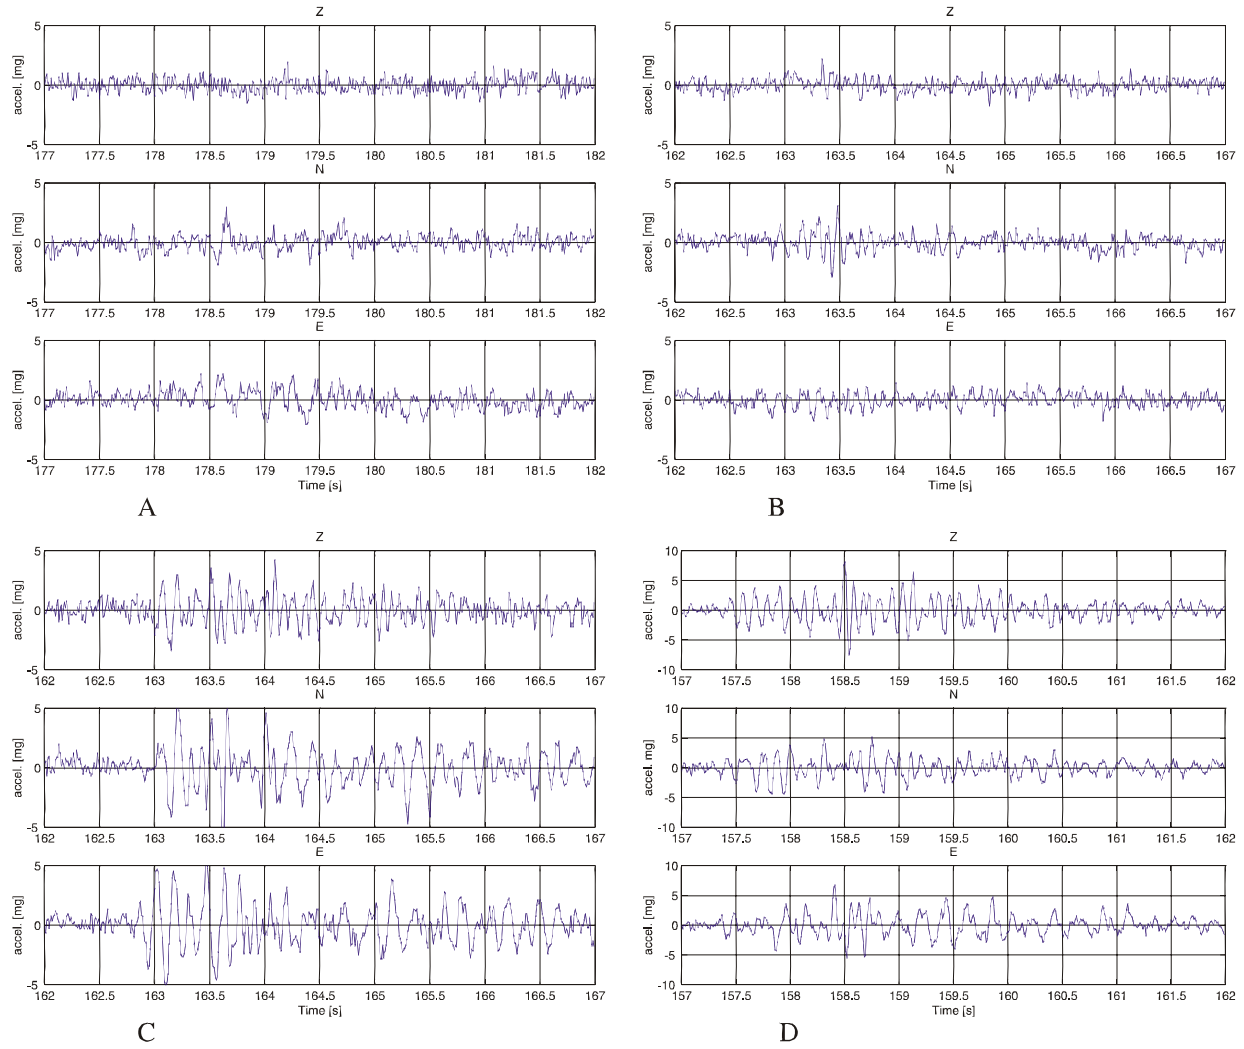 Z
5
accel. [mg]
0
-5
177 177.5 178 178.5 179 179.5 180 180.5 181 181.5 182
N
5
accel. [mg]
0
-5
177 177.5 178 178.5 179 179.5 180 180.5 181 181.5 182
E
5
accel. [mg]
0
-5
177 177.5 178 178.5 179 179.5 180 180.5 181 181.5 182
Time [s]
A
Z
5
accel. [mg]
0
-5
162 162.5 163 163.5 164 164.5 165 165.5 166 166.5 167
N
5
accel. [mg]
0
-5
162 162.5 163 163.5 164 164.5 165 165.5 166 166.5 167
E
5
accel. [mg]
0
-5
162 162.5 163 163.5 164 164.5 165 165.5 166 166.5 167
Time [s]
B
Z
5
accel. [mg]
0
-5
162 162.5 163 163.5 164 164.5 165 165.5 166 166.5 167
N
5
accel. [mg]
0
-5
162 162.5 163 163.5 164 164.5 165 165.5 166 166.5 167
E
5
accel. [mg]
0
-5
162 162.5 163 163.5 164 164.5 165 165.5 166 166.5 167
Time [s]
C
Z
10
5
accel. [mg]
0
-5
-10
157 157.5 158 158.5 159 159.5 160 160.5 161 161.5 162
N
10
5
accel. mg]
0
-5
-10
157 157.5 158 158.5 159 159.5 160 160.5 161 161.5 162
E
10
5
accel. [mg]
0
-5
-10
157 157.5 158 158.5 159 159.5 160 160.5 161 161.5 162
Time [s]
D